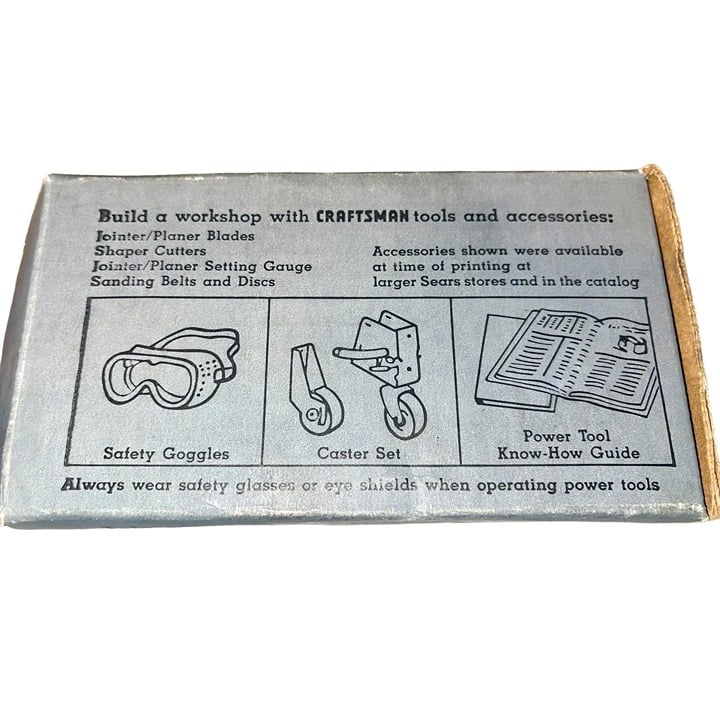 Build a workshop with CRAFTSMAN tools and accessories:
Jointer/Planer Blades
Shaper Cutters
Jointer/Planer Setting Gauge
Sanding Belts and Discs
Accessories shown were available
at time of printing at
larger Sears stores and in the catalog
Safety Goggles
Caster Set
Power Tool
Know-How Guide
Always wear safety glasses or eye shields when operating power tools